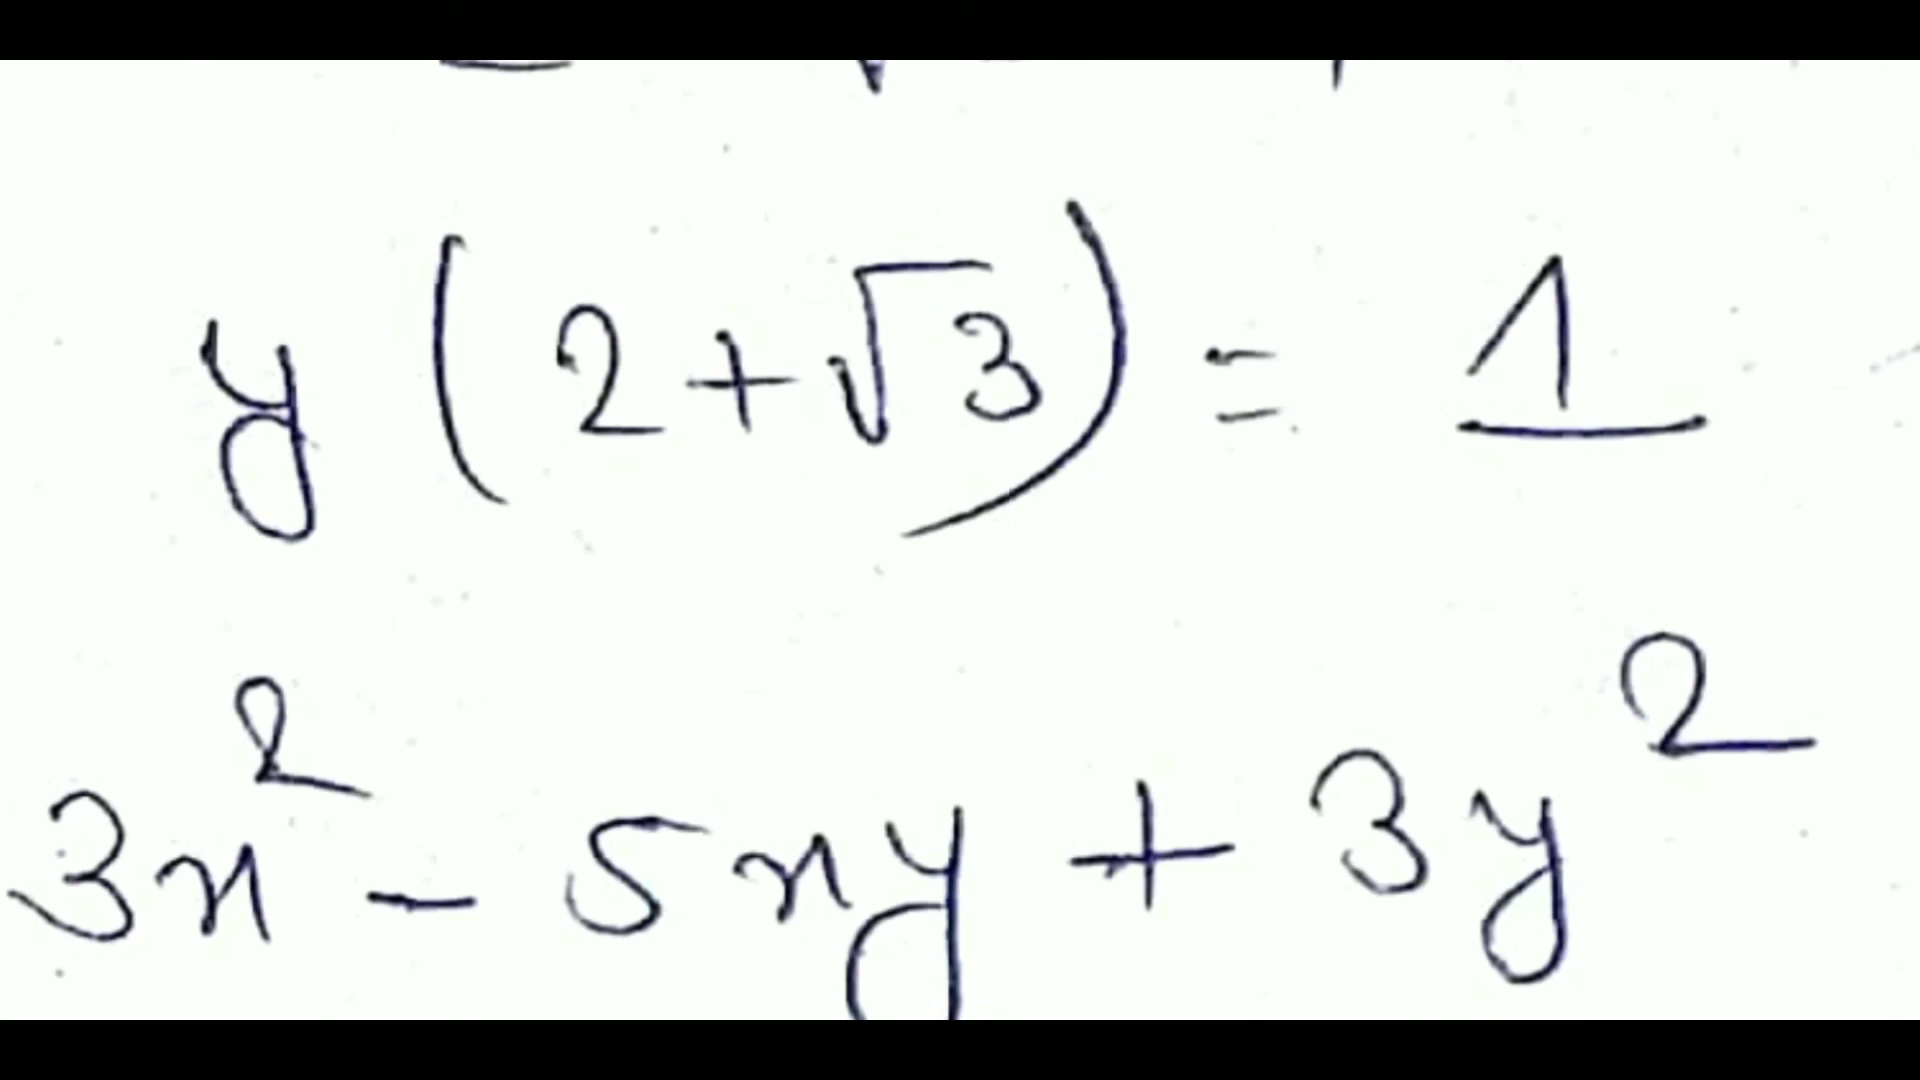 y (2+√3) = 1
3x² - 5xy + 3y²